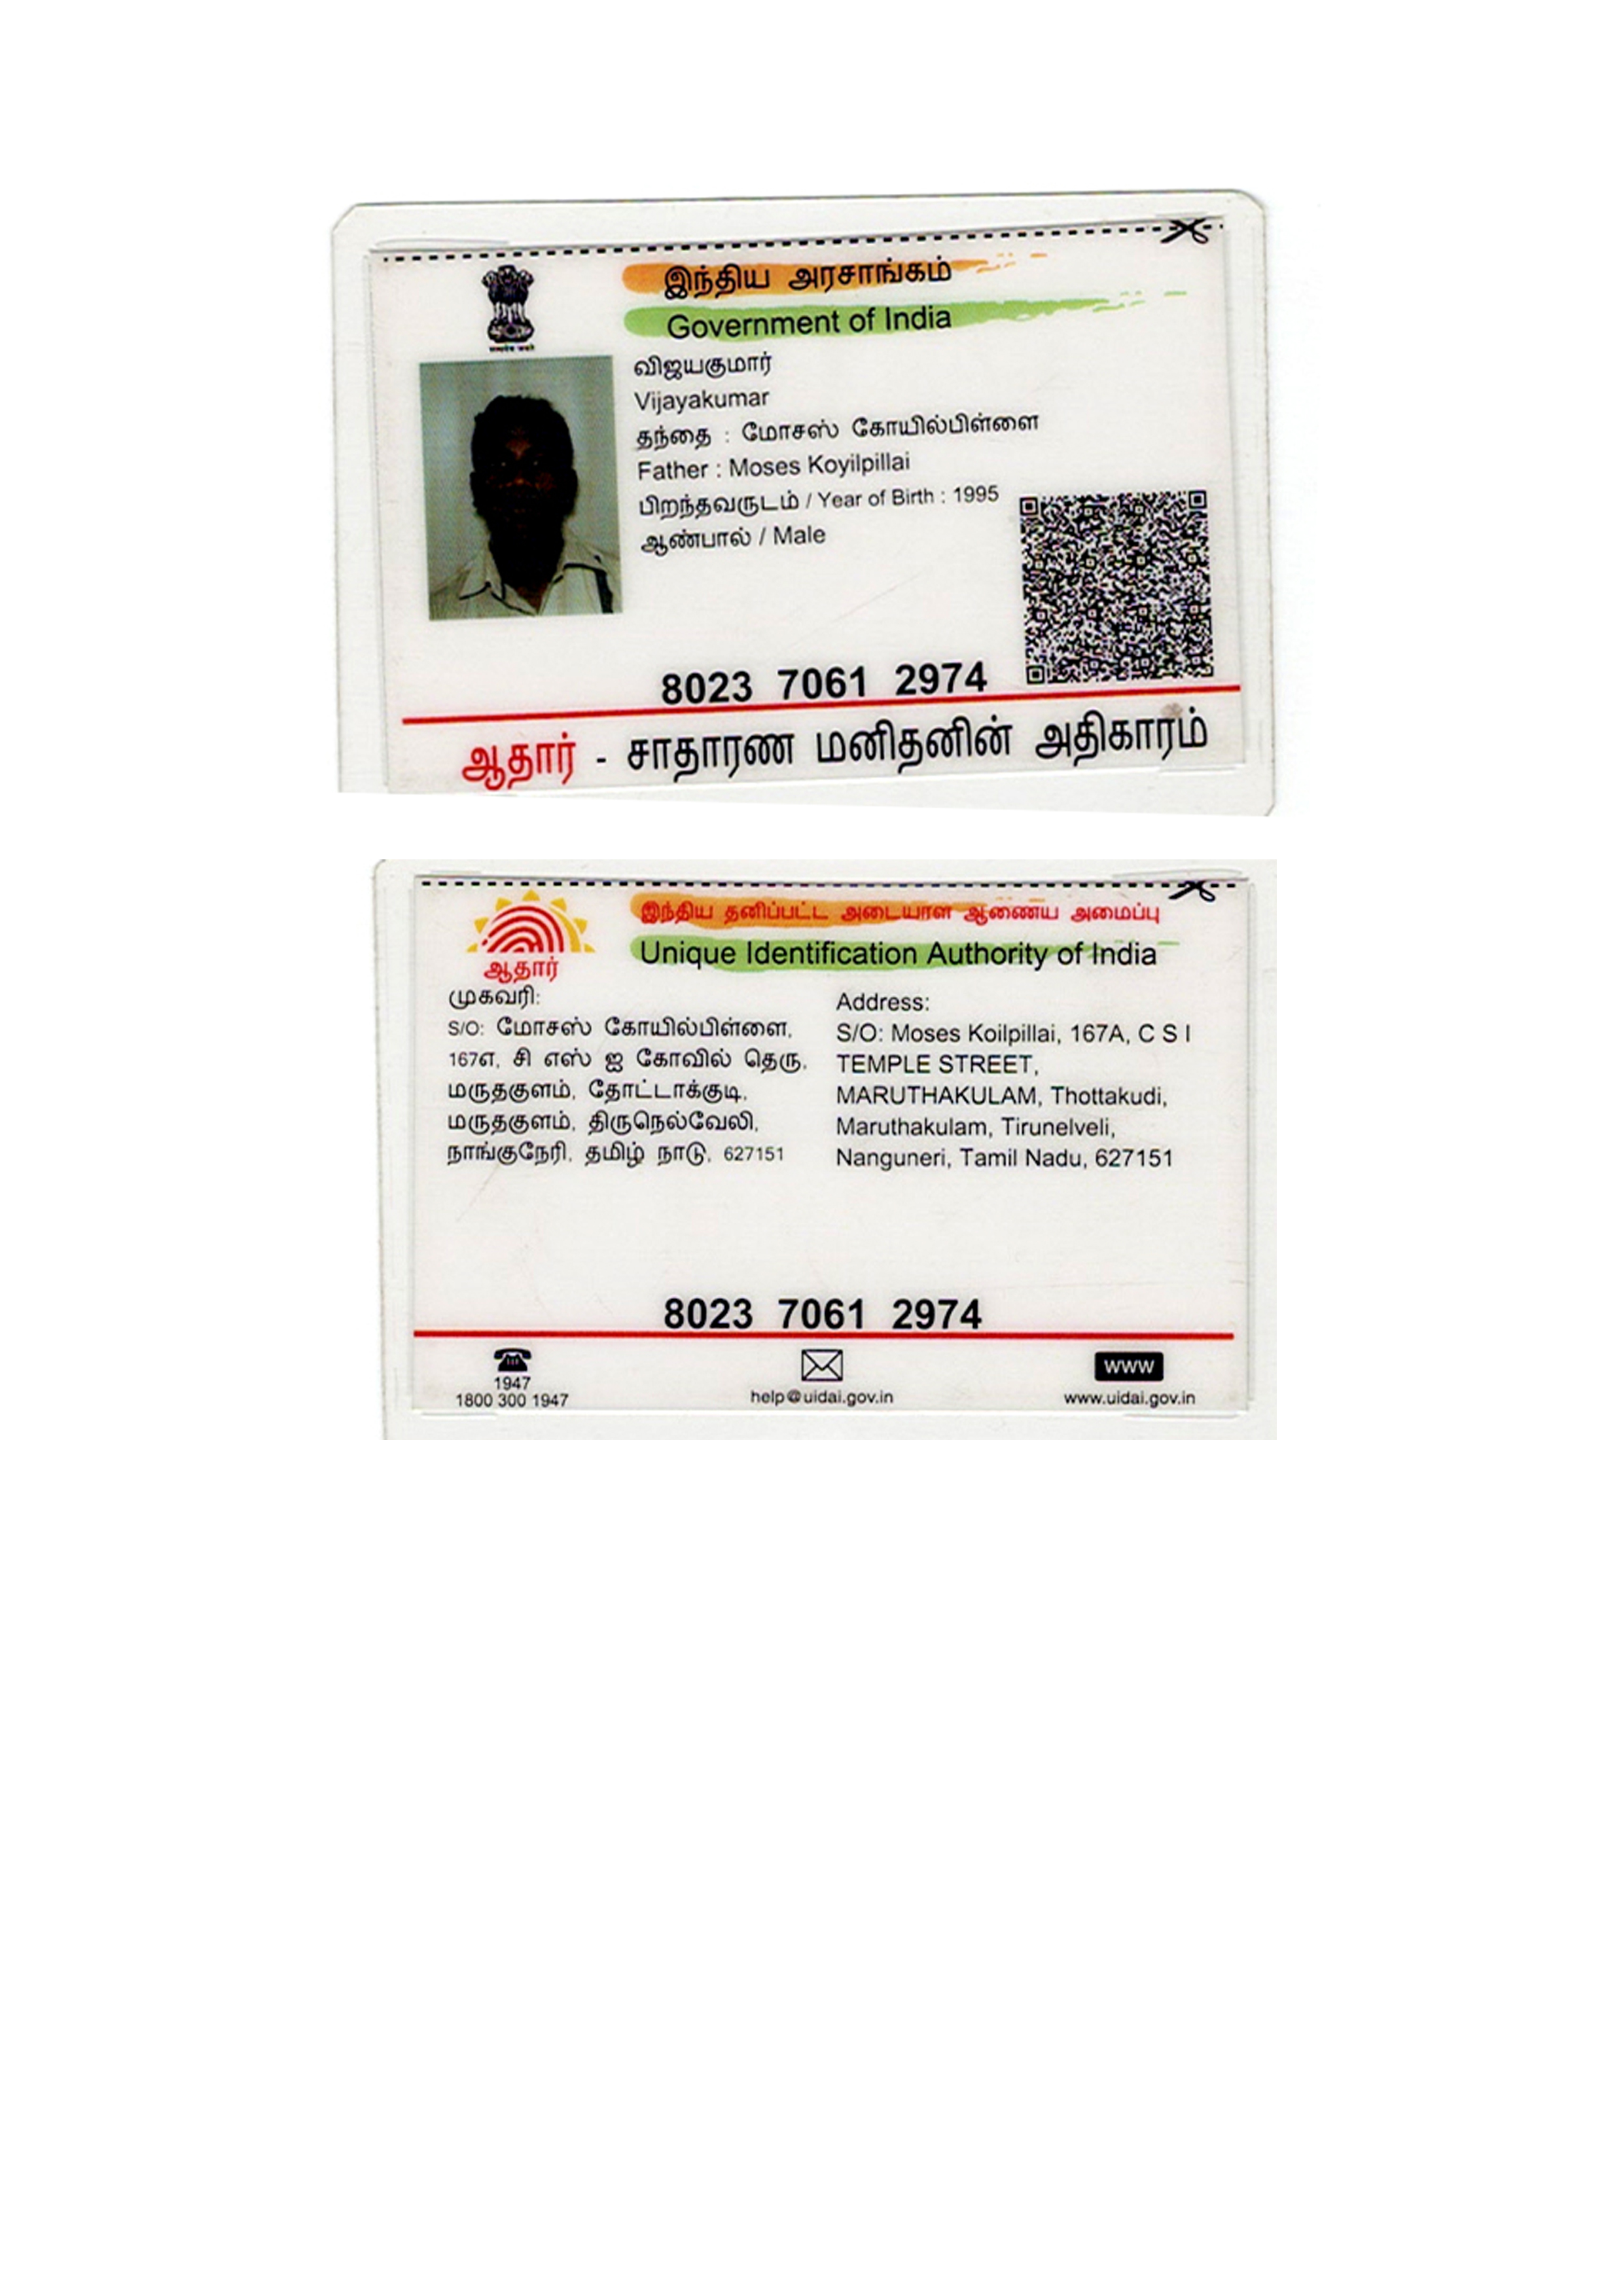 இந்திய அரசாங்கம்
Government of India
விஜயகுமார்
Vijayakumar
தந்தை : மோசஸ் கோயில்பிள்ளை
Father : Moses Koyilpillai
பிறந்தவருடம் / Year of Birth : 1995
ஆண்பால் / Male
8023 7061 2974
ஆதார் - சாதாரண மனிதனின் அதிகாரம்
இந்திய தனிப்பட்ட அடையாள ஆணைய அமைப்பு
Unique Identification Authority of India
ஆதார்
முகவரி:
S/O: மோசஸ் கோயில்பிள்ளை,
167எ, சி எஸ் ஐ கோவில் தெரு,
மருதகுளம், தோட்டாக்குடி,
மருதகுளம், திருநெல்வேலி,
நாங்குநேரி, தமிழ் நாடு, 627151
Address:
S/O: Moses Koilpillai, 167A, C S I
TEMPLE STREET,
MARUTHAKULAM, Thottakudi,
Maruthakulam, Tirunelveli,
Nanguneri, Tamil Nadu, 627151
8023 7061 2974
1947
1800 300 1947
help@uidai.gov.in
www
www.uidai.gov.in